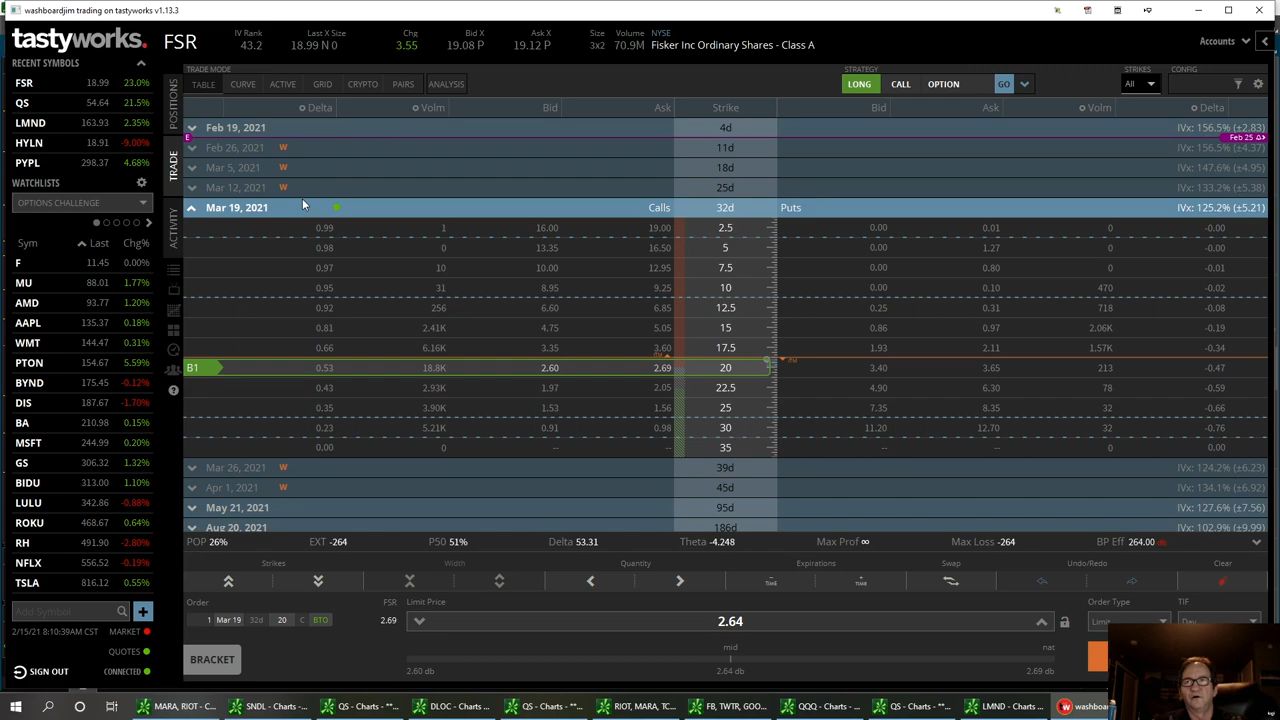 washboardjim trading on tastyworks v1.13.3
tastyworks.
FSR
IV Rank
43.2
Last X Size
18.99 N 0
Chg
3.55
Bid X
19.08 P
Ask X
19.12 P
Size
3x2
Volume
70.9M
NYSE
Fisker Inc Ordinary Shares - Class A
Accounts
RECENT SYMBOLS
FSR 18.99 23.0%
QS 54.64 21.5%
LMND 163.93 2.35%
HYLN 18.91 -9.00%
PYPL 298.37 4.68%
WATCHLISTS
OPTIONS CHALLENGE
Sym Last Chg%
F 11.45 0.00%
MU 88.01 1.77%
AMD 93.77 1.20%
AAPL 135.37 0.18%
WMT 144.47 0.31%
PTON 154.67 5.59%
BYND 175.45 -0.12%
DIS 187.67 -1.70%
BA 210.98 0.15%
MSFT 244.99 0.20%
GS 306.32 1.32%
BIDU 313.00 1.10%
LULU 342.86 -0.88%
ROKU 468.67 0.64%
RH 491.90 -2.80%
NFLX 556.52 -0.19%
TSLA 816.12 0.55%
Add Symbol
2/15/21 8:10:39AM CST MARKET
QUOTES
SIGN OUT CONNECTED
POSITIONS
TRADE
ACTIVITY
TRADE MODE
TABLE CURVE ACTIVE GRID CRYPTO PAIRS ANALYSIS
STRATEGY
LONG CALL OPTION GO
STRIKES
All
CONFIG
Delta Volm Bid Ask Strike Bid Ask Volm Delta
Feb 19, 2021 4d IVx: 156.5% (±2.83)
E Feb 25
Feb 26, 2021 W 11d IVx: 156.5% (±4.37)
Mar 5, 2021 W 18d IVx: 147.6% (±4.95)
Mar 12, 2021 W 25d IVx: 133.2% (±5.38)
Mar 19, 2021 Calls 32d Puts IVx: 125.2% (±5.21)
0.99 1 16.00 19.00 2.5 0.00 0.01 0 -0.00
0.98 0 13.35 16.50 5 0.00 1.27 0 -0.00
0.97 10 10.00 12.95 7.5 0.00 0.80 0 -0.01
0.95 31 8.95 9.25 10 0.00 0.10 470 -0.02
0.92 256 6.60 6.85 12.5 0.25 0.31 718 -0.08
0.81 2.41K 4.75 5.05 15 0.86 0.97 2.06K -0.19
0.66 6.16K 3.35 3.60 17.5 1.93 2.11 1.57K -0.34
B1 0.53 18.8K 2.60 2.69 20 3.40 3.65 213 -0.47
0.43 2.93K 1.97 2.05 22.5 4.90 6.30 78 -0.58
0.35 3.90K 1.53 1.56 25 7.35 8.35 32 -0.66
0.23 5.21K 0.91 0.98 30 11.20 12.70 32 -0.76
0.00 0 -- -- 35 -- -- 0 0.00
Mar 26, 2021 W 39d IVx: 124.2% (±6.23)
Apr 1, 2021 W 45d IVx: 134.1% (±6.92)
May 21, 2021 95d IVx: 127.6% (±7.56)
Aug 20, 2021 186d IVx: 102.9% (±9.99)
POP 26% EXT -264 P50 51% Delta 53.31 Theta -4.248 Max Prof ∞ Max Loss -264 BP Eff 264.00 db
Strikes Width Quantity Expirations Swap Undo/Redo Clear
Order FSR Limit Price Order Type TIF
1 Mar 19 32d 20 C BTO 2.69 2.64 Limit Day
BRACKET
mid nat
2.60 db 2.64 db 2.69 db
MARA, RIOT - C...
SNDL - Charts - **...
QS - Charts - **...
DLOC - Charts ...
QS - Charts - **...
RIOT, MARA, TC...
FB, TWTR, GOO...
QQQ - Charts - ...
QS - Charts - **...
LMND - Charts ...
washboardjim ...